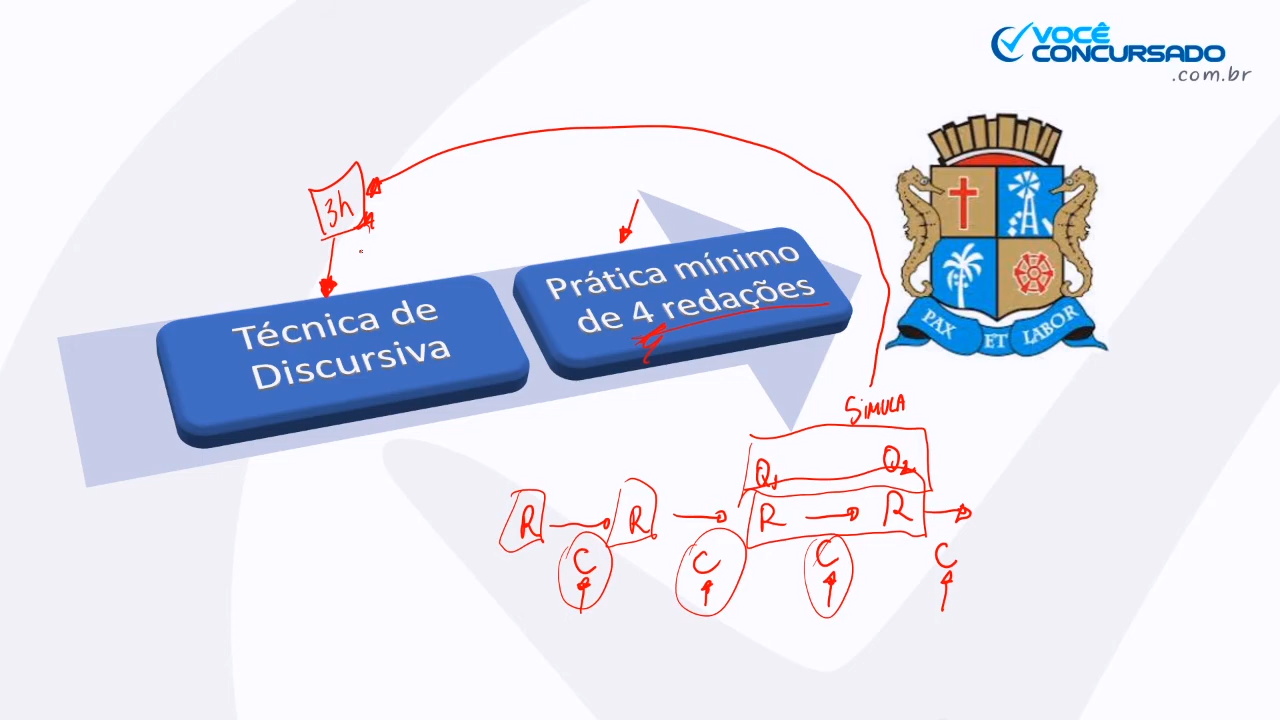 VOCÊ
CONCURSADO
.com.br
3h
Técnica de
Discursiva
Prática mínimo
de 4 redações
PAX ET LABOR
SIMULA
Q1 Q2
R R R R
C C C C